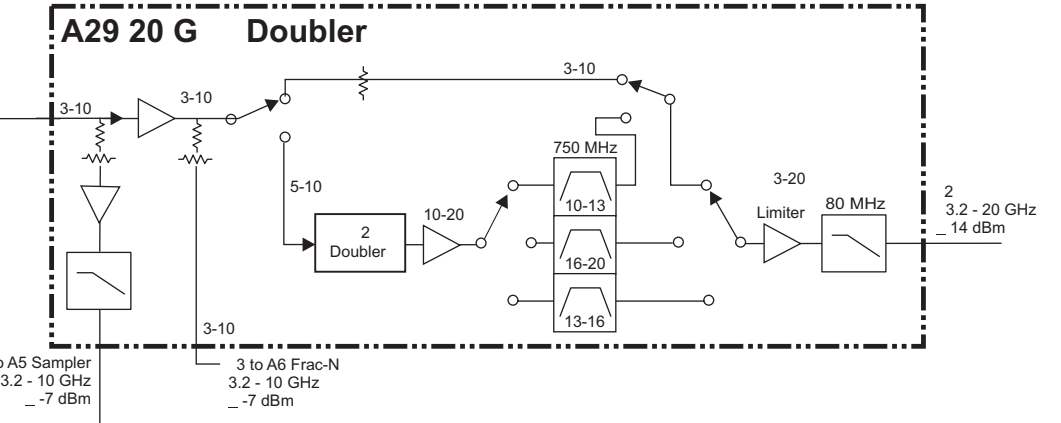 A29 20 G Doubler
3-10
3-10
3-10
5-10
2
Doubler
10-20
750 MHz
10-13
16-20
13-16
3-20
Limiter
80 MHz
2
3.2 - 20 GHz
_ 14 dBm
3-10
A5 Sampler
3.2 - 10 GHz
_ -7 dBm
3 to A6 Frac-N
3.2 - 10 GHz
_ -7 dBm